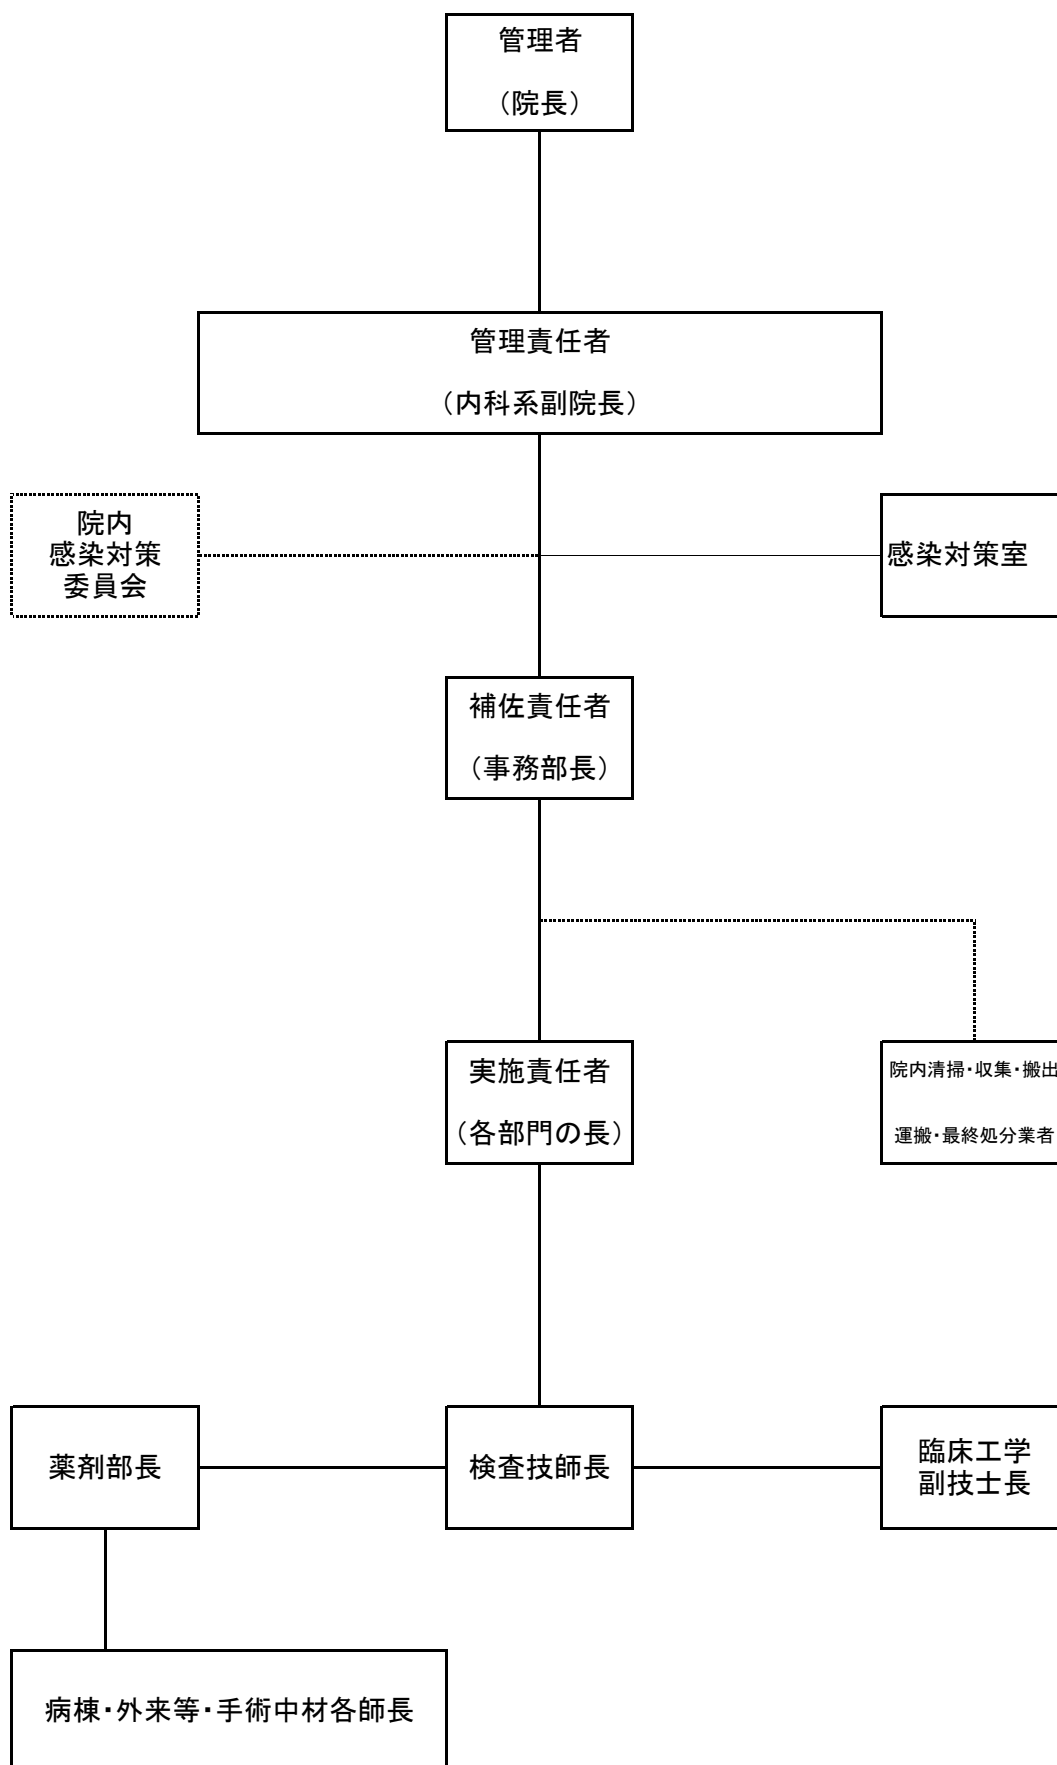 管理者
（院長）
管理責任者
（内科系副院長）
院内
感染対策
委員会
感染対策室
補佐責任者
（事務部長）
実施責任者
（各部門の長）
院内清掃・収集・搬出
運搬・最終処分業者
薬剤部長
検査技師長
臨床工学
副技士長
病棟・外来等・手術中材各師長